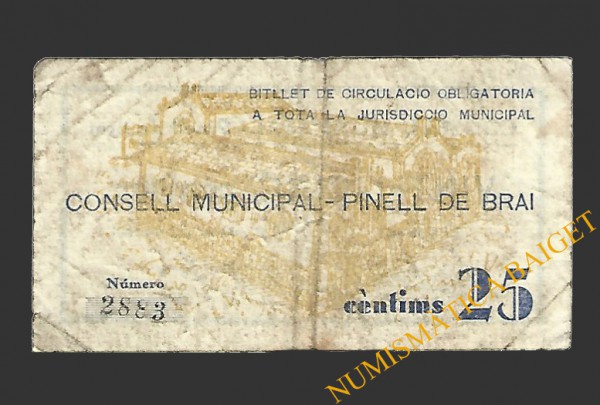 BITLLET DE CIRCULACIO OBLIGATORIA
A TOTA LA JURISDICCIO MUNICIPAL
CONSELL MUNICIPAL - PINELL DE BRAI
Número
2883
cèntims 25
NUMISMATICA BAIGET